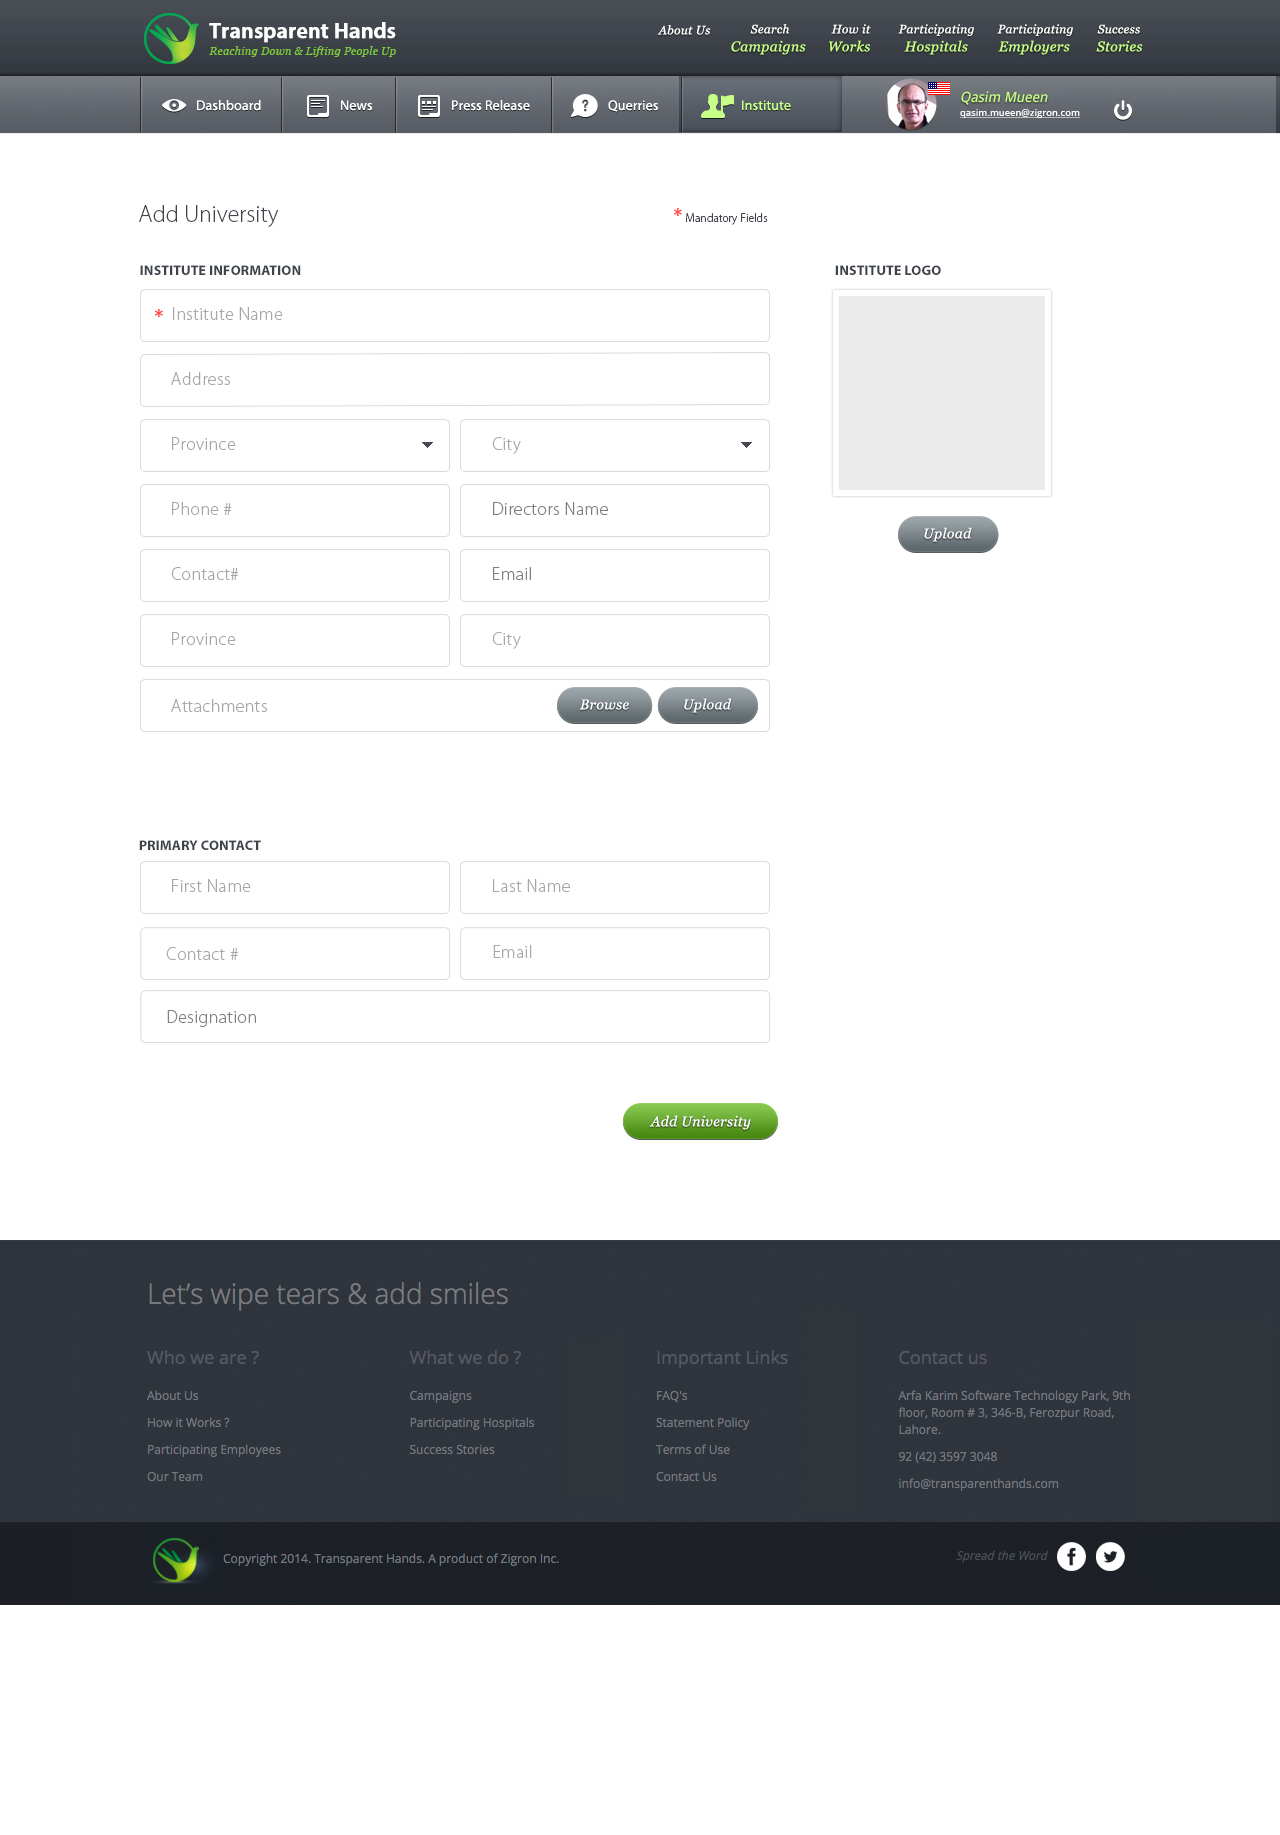 Transparent Hands
Reaching Down & Lifting People Up
About Us
Search
Campaigns
How it
Works
Participating
Hospitals
Participating
Employers
Success
Stories
Dashboard
News
Press Release
Querries
Institute
Qasim Mueen
qasim.mueen@zigron.com
Add University
* Mandatory Fields
INSTITUTE INFORMATION
INSTITUTE LOGO
* Institute Name
Address
Province
City
Phone #
Directors Name
Upload
Contact#
Email
Province
City
Attachments
Browse
Upload
PRIMARY CONTACT
First Name
Last Name
Contact #
Email
Designation
Add University
Let’s wipe tears & add smiles
Who we are ?
About Us
How it Works ?
Participating Employees
Our Team
What we do ?
Campaigns
Participating Hospitals
Success Stories
Important Links
FAQ's
Statement Policy
Terms of Use
Contact Us
Contact us
Arfa Karim Software Technology Park, 9th
floor, Room # 3, 346-B, Ferozpur Road,
Lahore.
92 (42) 3597 3048
info@transparenthands.com
Copyright 2014. Transparent Hands. A product of Zigron Inc.
Spread the Word